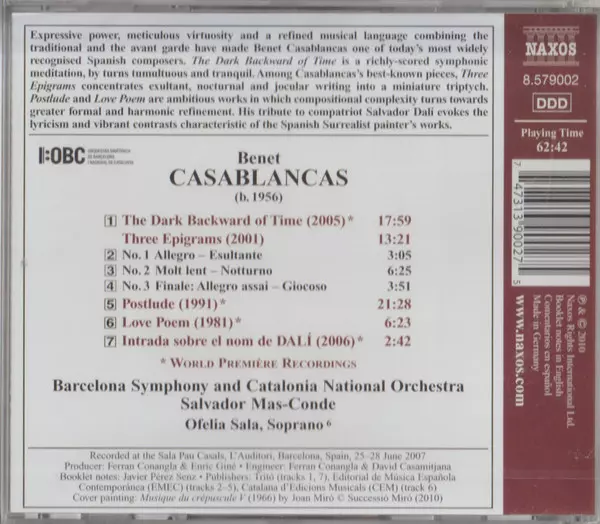 Expressive power, meticulous virtuosity and a refined musical language combining the
traditional and the avant garde have made Benet Casablancas one of today's most widely
recognised Spanish composers. The Dark Backward of Time is a richly-scored symphonic
meditation, by turns tumultuous and tranquil. Among Casablancas's best-known pieces, Three
Epigrams concentrates exultant, nocturnal and jocular writing into a miniature triptych.
Postlude and Love Poem are ambitious works in which compositional complexity turns towards
greater formal and harmonic refinement. His tribute to compatriot Salvador Dalí evokes the
lyricism and vibrant contrasts characteristic of the Spanish Surrealist painter's works.
OBC
Benet
CASABLANCAS
(b. 1956)
1 The Dark Backward of Time (2005)* 17:59
Three Epigrams (2001) 13:21
2 No. 1 Allegro – Esultante 3:05
3 No. 2 Molt lent – Notturno 6:25
4 No. 3 Finale: Allegro assai – Giocoso 3:51
5 Postlude (1991)* 21:28
6 Love Poem (1981)* 6:23
7 Intrada sobre el nom de DALÍ (2006)* 2:42
* WORLD PREMIÈRE RECORDINGS
Barcelona Symphony and Catalonia National Orchestra
Salvador Mas-Conde
Ofelia Sala, Soprano 6
Recorded at the Sala Pau Casals, L'Auditori, Barcelona, Spain, 25–28 June 2007
Producer: Ferran Conangla & Enric Giné • Engineer: Ferran Conangla & David Casamitjana
Booklet notes: Javier Pérez Senz • Publishers: Tritó (tracks 1, 7), Editorial de Música Española
Contemporánea (EMEC) (tracks 2–5), Catalana d'Edicions Musicals (CEM) (track 6)
Cover painting: Musique du crépuscule V (1966) by Joan Miró © Successió Miró (2010)
NAXOS
8.579002
DDD
Playing Time
62:42
7 47313 90027 5
℗ & © 2010
Naxos Rights International Ltd.
Booklet notes in English
Comentarios en español
Made in Germany
www.naxos.com